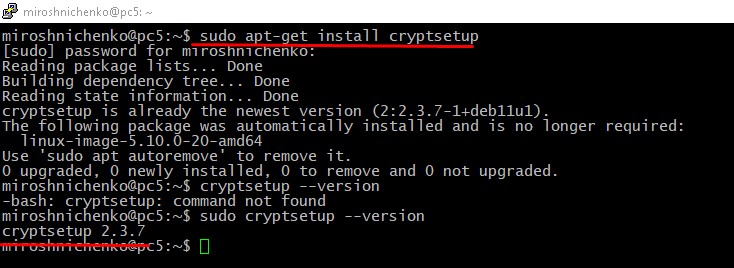 miroshnichenko@pc5: ~
miroshnichenko@pc5:~$ sudo apt-get install cryptsetup
[sudo] password for miroshnichenko:
Reading package lists... Done
Building dependency tree... Done
Reading state information... Done
cryptsetup is already the newest version (2:2.3.7-1+deb11u1).
The following package was automatically installed and is no longer required:
  linux-image-5.10.0-20-amd64
Use 'sudo apt autoremove' to remove it.
0 upgraded, 0 newly installed, 0 to remove and 0 not upgraded.
miroshnichenko@pc5:~$ cryptsetup --version
-bash: cryptsetup: command not found
miroshnichenko@pc5:~$ sudo cryptsetup --version
cryptsetup 2.3.7
miroshnichenko@pc5:~$